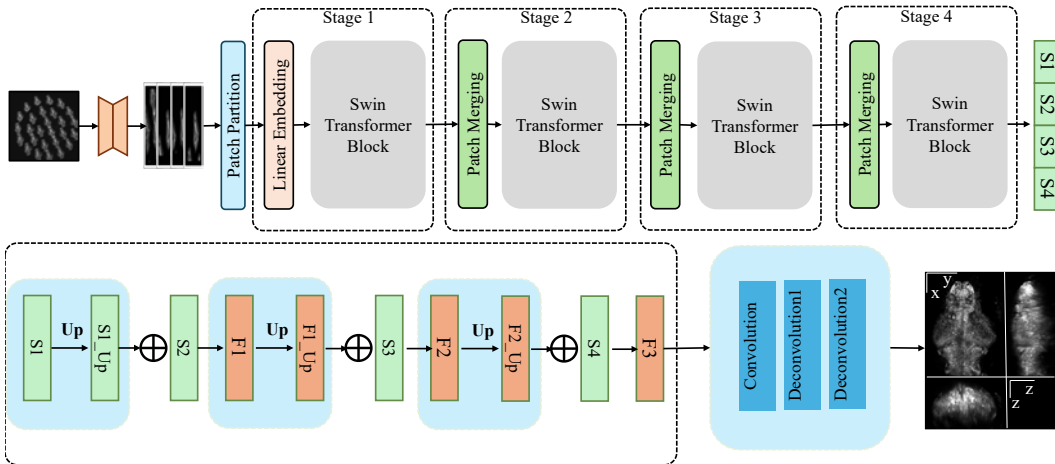 Stage 1
Stage 2
Stage 3
Stage 4
Patch Partition
Linear Embedding
Swin
Transformer
Block
Patch Merging
Swin
Transformer
Block
Patch Merging
Swin
Transformer
Block
Patch Merging
Swin
Transformer
Block
S1
S2
S3
S4
S1
Up
S1_Up
S2
F1
Up
F1_Up
S3
F2
Up
F2_Up
S4
F3
Convolution
Deconvolution1
Deconvolution2
y
x
z
z